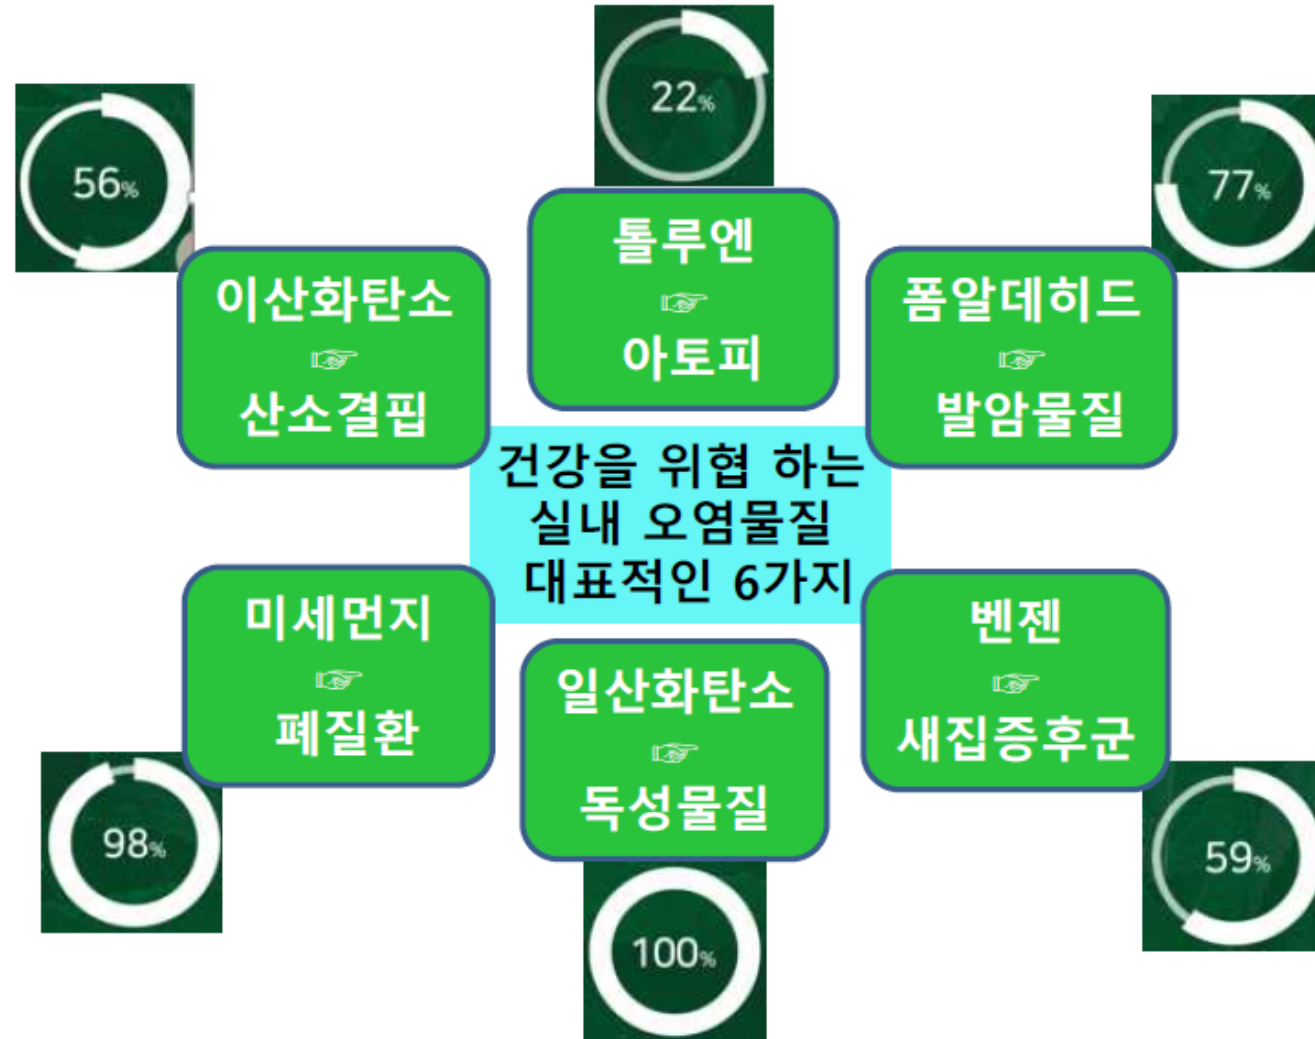 22%
톨루엔
☞
아토피
56%
이산화탄소
☞
산소결핍
77%
폼알데히드
☞
발암물질
건강을 위협 하는
실내 오염물질
대표적인 6가지
미세먼지
☞
폐질환
98%
일산화탄소
☞
독성물질
100%
벤젠
☞
새집증후군
59%